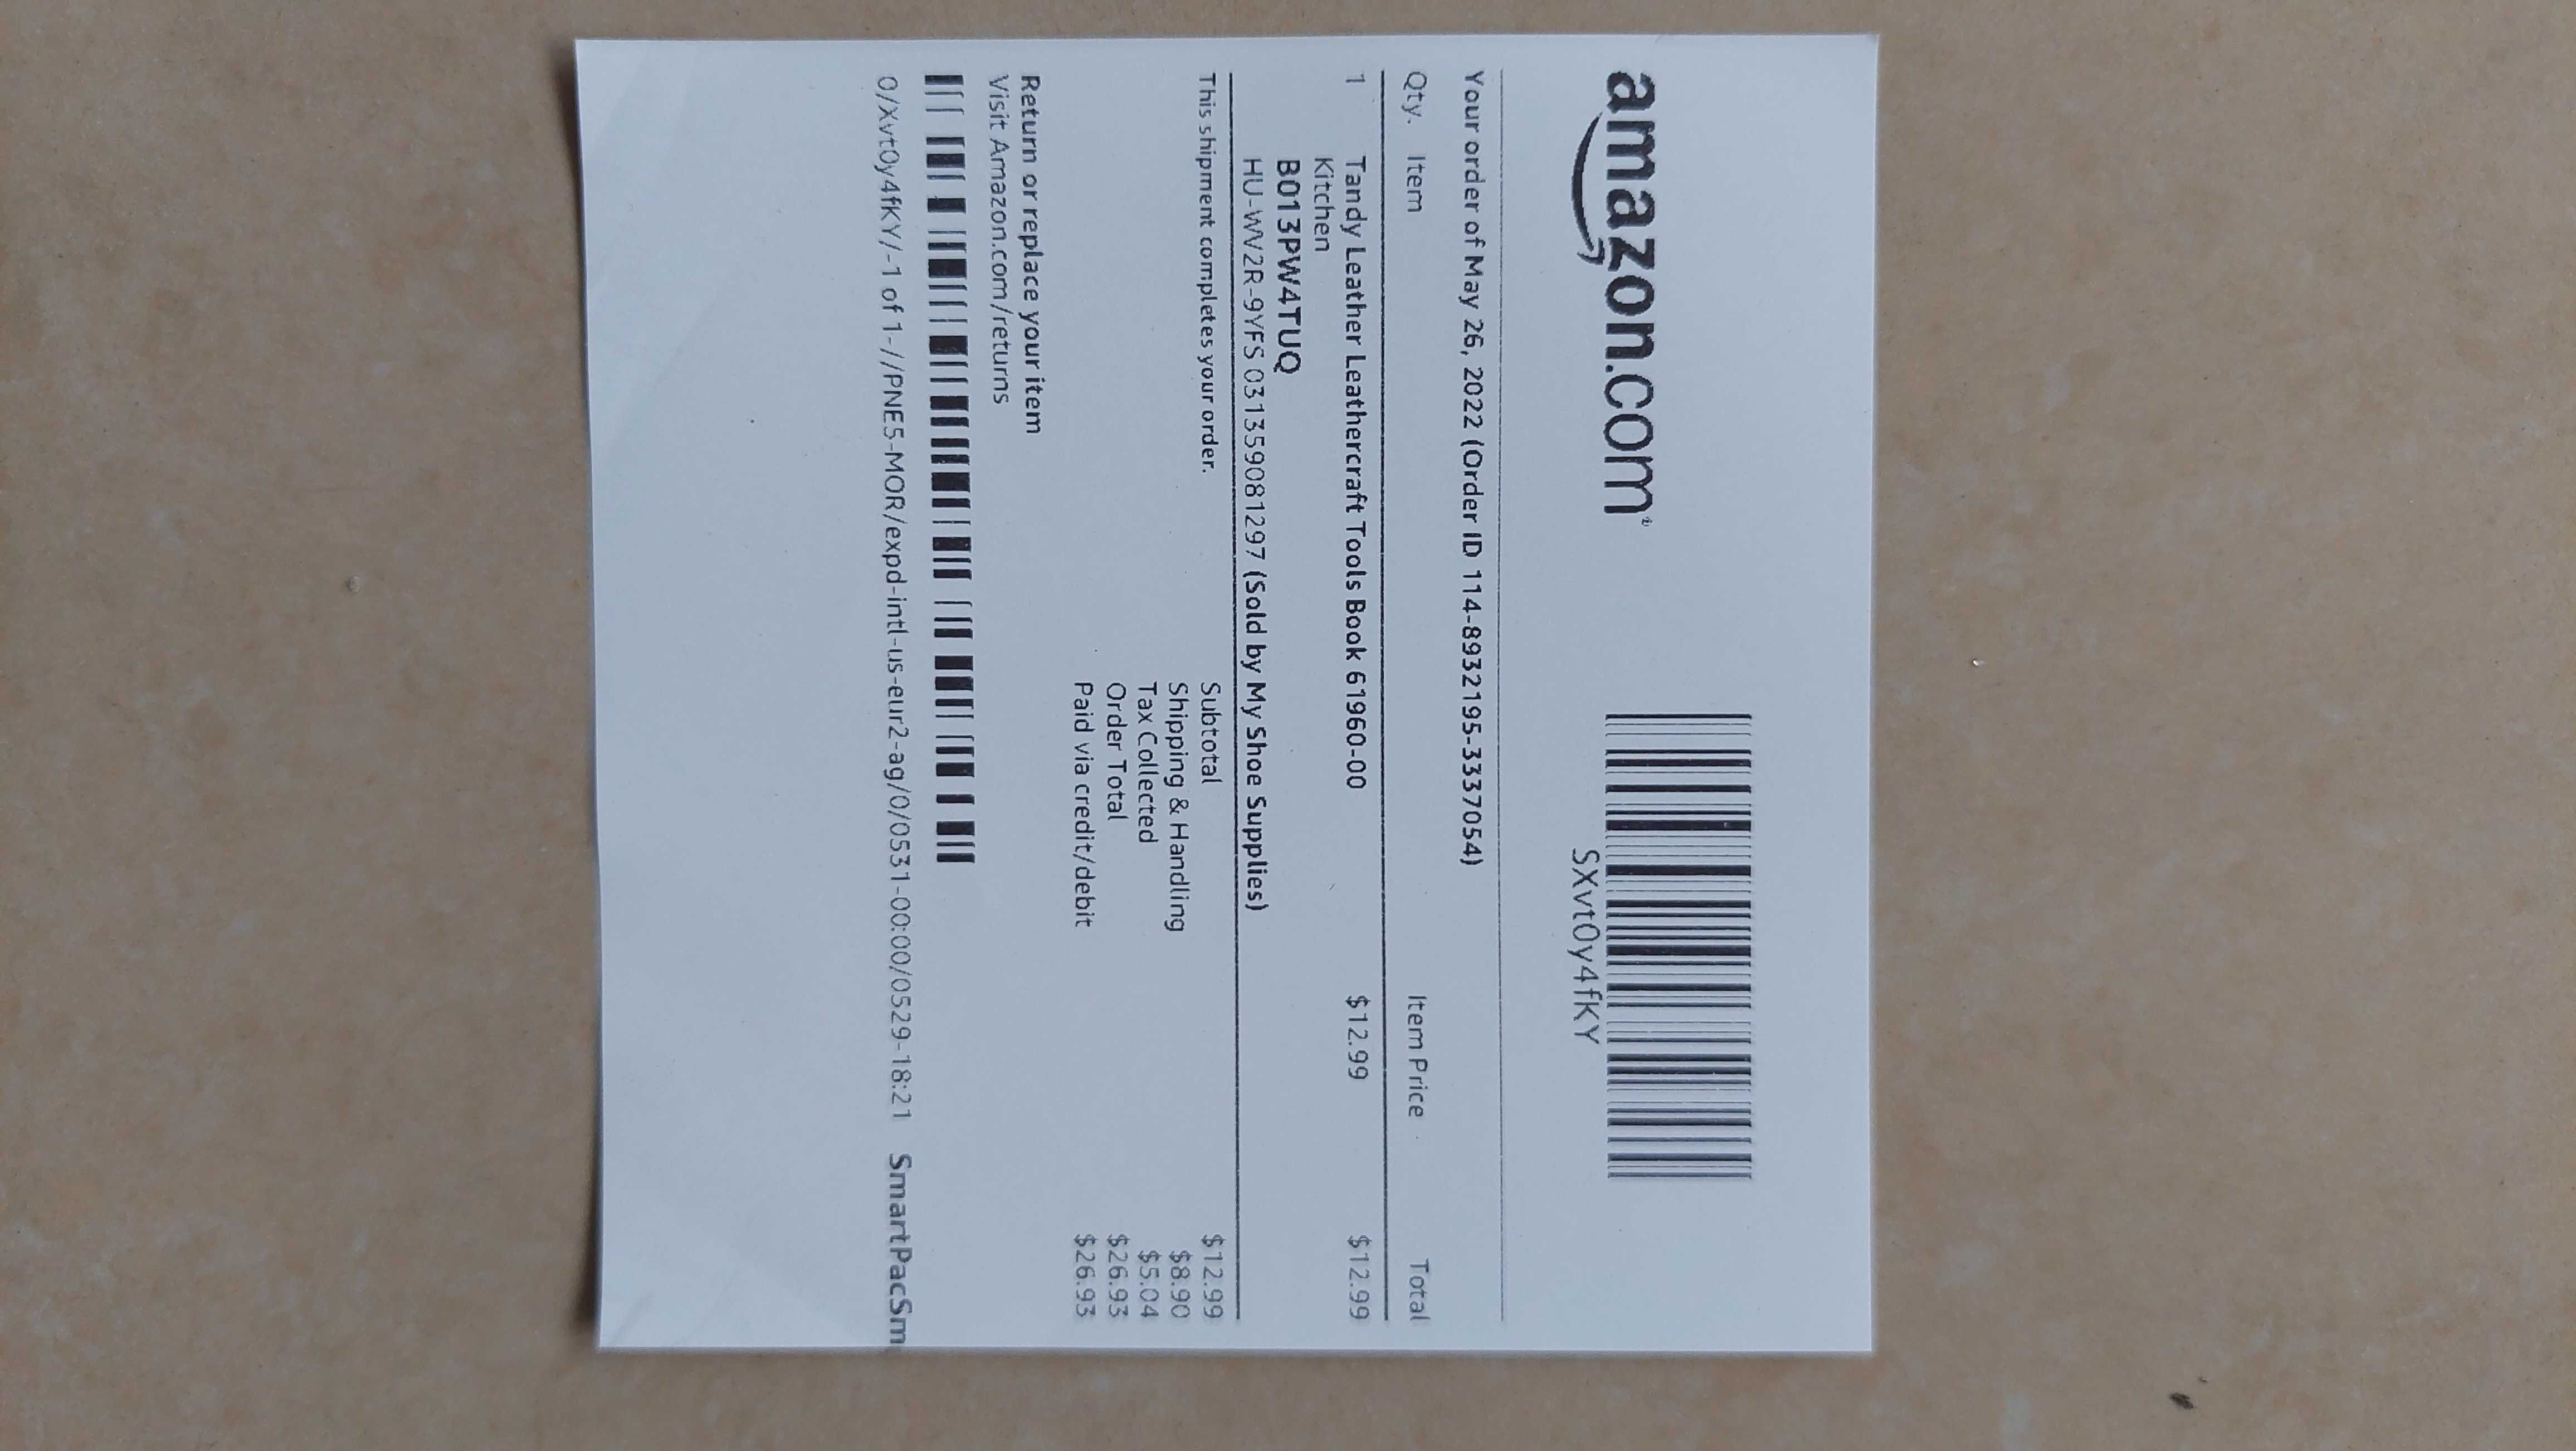 amazon.com
SXvt0y4fKY
Your order of May 26, 2022 (Order ID 114-8932195-3337054)
Qty. Item Item Price Total
1 Tandy Leather Leathercraft Tools Book 61960-00 $12.99 $12.99
Kitchen
B013PW4TUQ
HU-WV2R-9YFS 031359081297 (Sold by My Shoe Supplies)
This shipment completes your order. Subtotal $12.99
Shipping & Handling $8.90
Tax Collected $5.04
Order Total $26.93
Paid via credit/debit $26.93
Return or replace your item
Visit Amazon.com/returns
0/Xvt0y4fKY/-1 of 1-//PNE5-MOR/expd-intl-us-eur2-ag/0/0531-00:00/0529-18:21 SmartPacSm